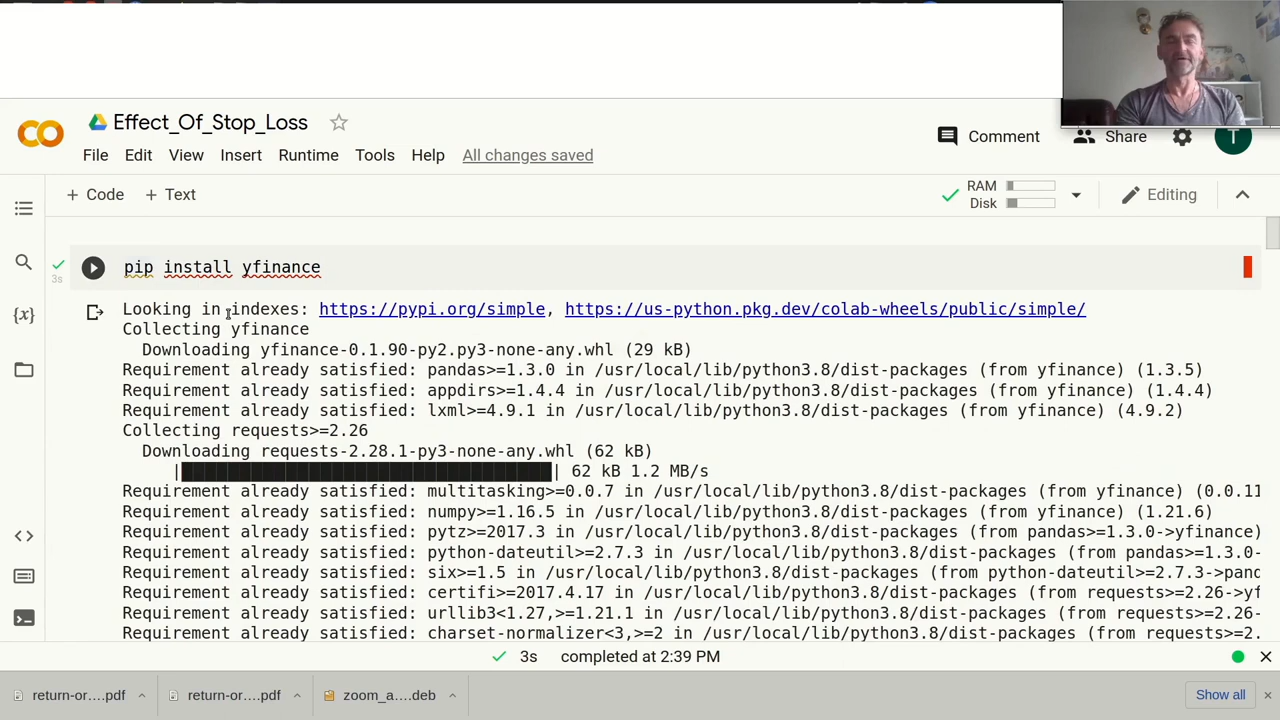 Effect_Of_Stop_Loss
File Edit View Insert Runtime Tools Help All changes saved
Comment Share T
+ Code + Text
RAM
Disk
Editing
3s
pip install yfinance
Looking in indexes: https://pypi.org/simple, https://us-python.pkg.dev/colab-wheels/public/simple/
Collecting yfinance
Downloading yfinance-0.1.90-py2.py3-none-any.whl (29 kB)
Requirement already satisfied: pandas>=1.3.0 in /usr/local/lib/python3.8/dist-packages (from yfinance) (1.3.5)
Requirement already satisfied: appdirs>=1.4.4 in /usr/local/lib/python3.8/dist-packages (from yfinance) (1.4.4)
Requirement already satisfied: lxml>=4.9.1 in /usr/local/lib/python3.8/dist-packages (from yfinance) (4.9.2)
Collecting requests>=2.26
Downloading requests-2.28.1-py3-none-any.whl (62 kB)
|████████████████████████████████| 62 kB 1.2 MB/s
Requirement already satisfied: multitasking>=0.0.7 in /usr/local/lib/python3.8/dist-packages (from yfinance) (0.0.11
Requirement already satisfied: numpy>=1.16.5 in /usr/local/lib/python3.8/dist-packages (from yfinance) (1.21.6)
Requirement already satisfied: pytz>=2017.3 in /usr/local/lib/python3.8/dist-packages (from pandas>=1.3.0->yfinance)
Requirement already satisfied: python-dateutil>=2.7.3 in /usr/local/lib/python3.8/dist-packages (from pandas>=1.3.0-
Requirement already satisfied: six>=1.5 in /usr/local/lib/python3.8/dist-packages (from python-dateutil>=2.7.3->pand
Requirement already satisfied: certifi>=2017.4.17 in /usr/local/lib/python3.8/dist-packages (from requests>=2.26->yf
Requirement already satisfied: urllib3<1.27,>=1.21.1 in /usr/local/lib/python3.8/dist-packages (from requests>=2.26-
Requirement already satisfied: charset-normalizer<3,>=2 in /usr/local/lib/python3.8/dist-packages (from requests>=2.
3s completed at 2:39 PM
return-or....pdf return-or....pdf zoom_a....deb Show all